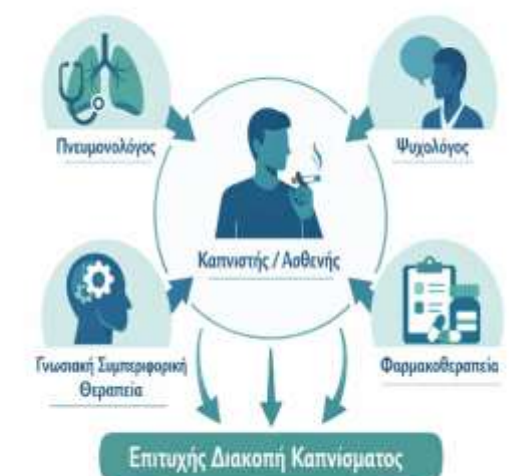 Πνευμονολόγος
Ψυχολόγος
Καπνιστής / Ασθενής
Γνωσιακή Συμπεριφορική
Θεραπεία
Φαρμακοθεραπεία
Επιτυχής Διακοπή Καπνίσματος